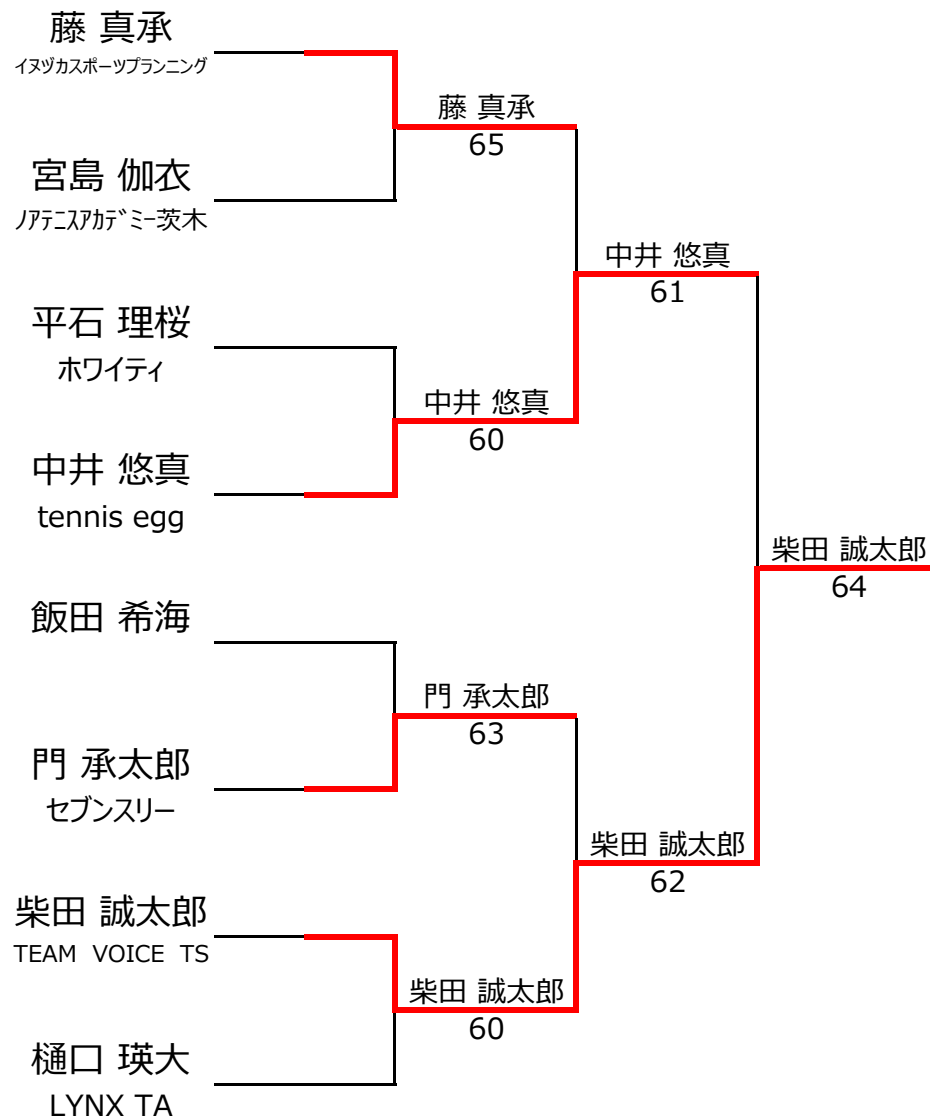 藤 真承
イヌヅカスポーツプランニング
藤 真承
65
宮島 伽衣
ノアテニスアカデミー茨木
中井 悠真
61
平石 理桜
ホワイティ
中井 悠真
60
中井 悠真
tennis egg
柴田 誠太郎
64
飯田 希海
門 承太郎
63
門 承太郎
セブンスリー
柴田 誠太郎
62
柴田 誠太郎
TEAM VOICE TS
柴田 誠太郎
60
樋口 瑛大
LYNX TA